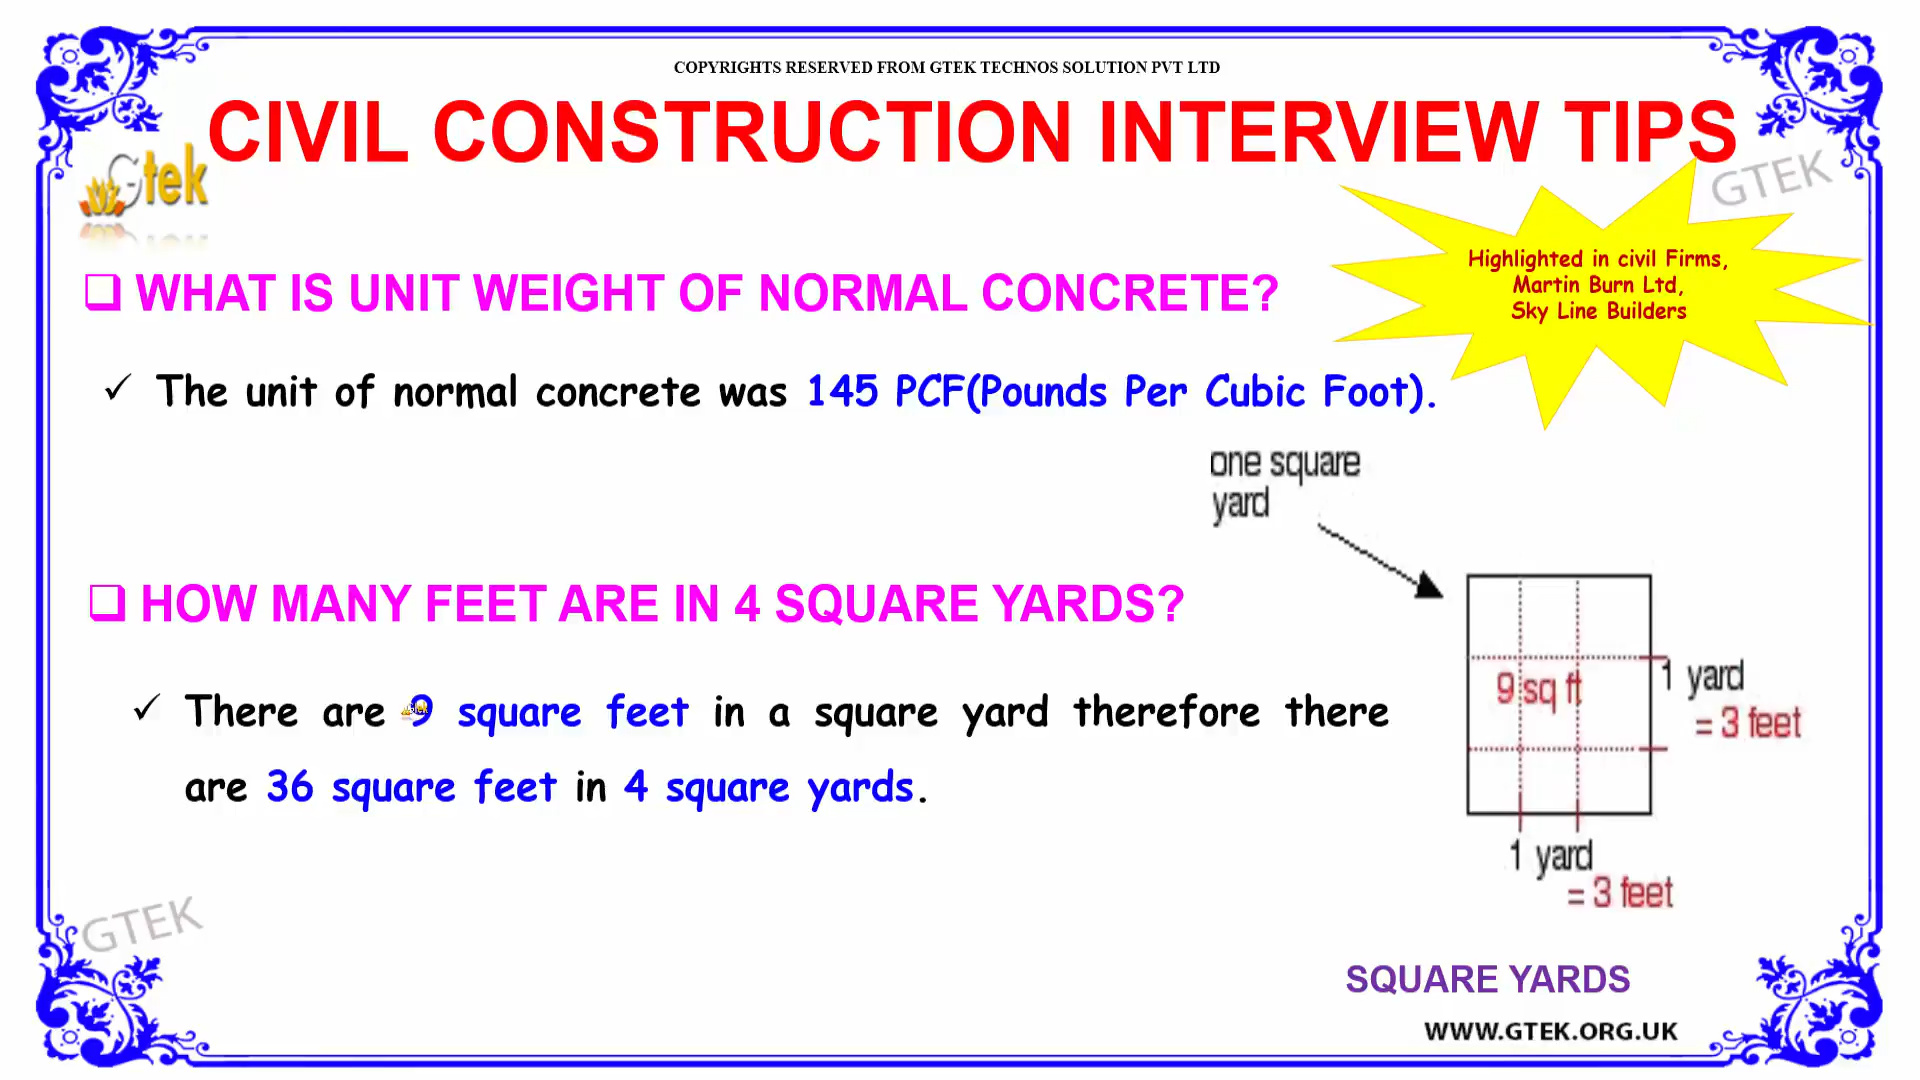 COPYRIGHTS RESERVED FROM GTEK TECHNOS SOLUTION PVT LTD
CIVIL CONSTRUCTION INTERVIEW TIPS
Gtek
GTEK
Highlighted in civil Firms,
Martin Burn Ltd,
Sky Line Builders
WHAT IS UNIT WEIGHT OF NORMAL CONCRETE?
The unit of normal concrete was 145 PCF(Pounds Per Cubic Foot).
one square
yard
HOW MANY FEET ARE IN 4 SQUARE YARDS?
There are 9 square feet in a square yard therefore there
are 36 square feet in 4 square yards.
9 sq ft
1 yard
= 3 feet
1 yard
= 3 feet
GTEK
SQUARE YARDS
WWW.GTEK.ORG.UK